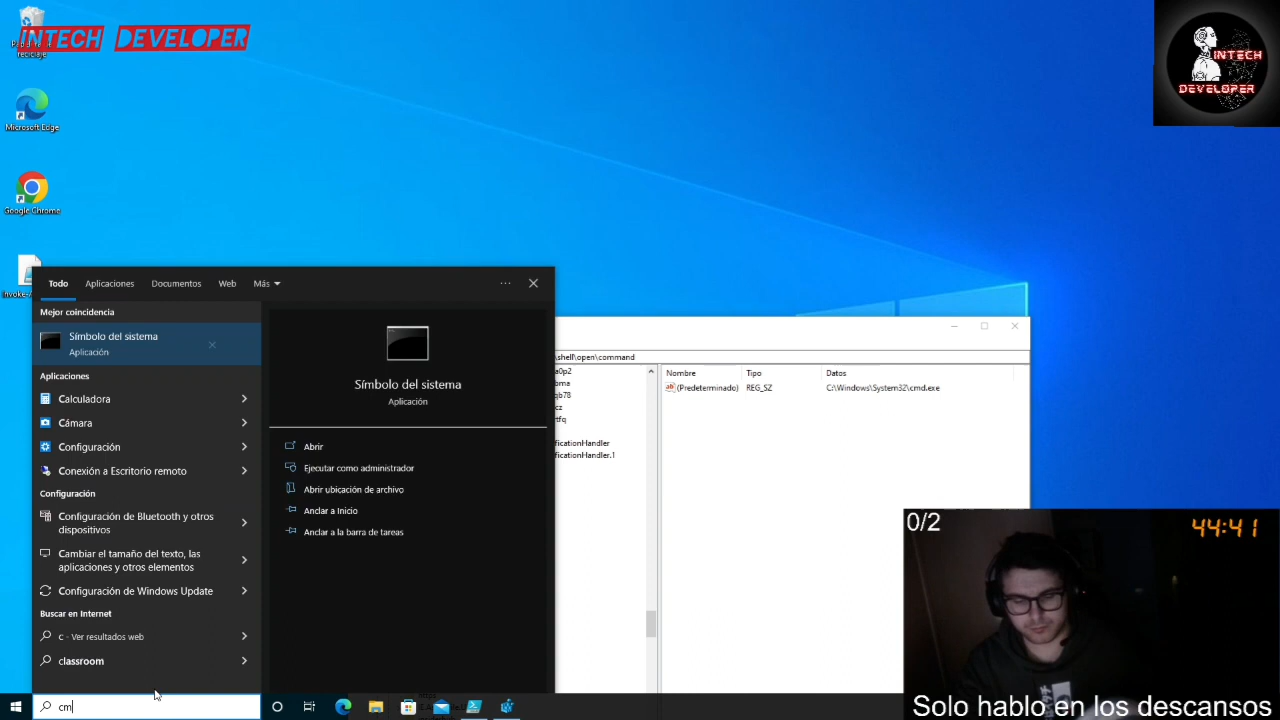 INTECH DEVELOPER
INTECH
DEVELOPER
reciclaje
Microsoft Edge
Google Chrome
Todo
Aplicaciones
Documentos
Web
Más
Mejor coincidencia
Símbolo del sistema
Aplicación
Aplicaciones
Calculadora
Cámara
Configuración
Conexión a Escritorio remoto
Configuración
Configuración de Bluetooth y otros
dispositivos
Cambiar el tamaño del texto, las
aplicaciones y otros elementos
Configuración de Windows Update
Buscar en Internet
c - Ver resultados web
classroom
cm
Símbolo del sistema
Aplicación
Abrir
Ejecutar como administrador
Abrir ubicación de archivo
Anclar a Inicio
Anclar a la barra de tareas
\shell\open\command
ficationHandler
ficationHandler.1
Nombre Tipo Datos
(Predeterminado) REG_SZ C:\Windows\System32\cmd.exe
0/2
44:41
Solo hablo en los descansos